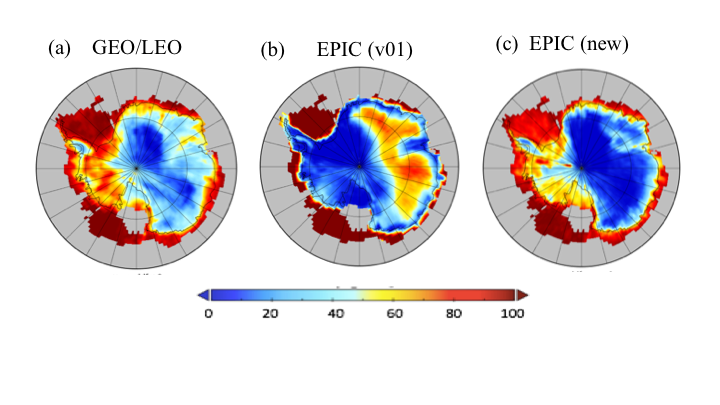 (a) GEO/LEO (b) EPIC (v01) (c) EPIC (new)
0 20 40 60 80 100